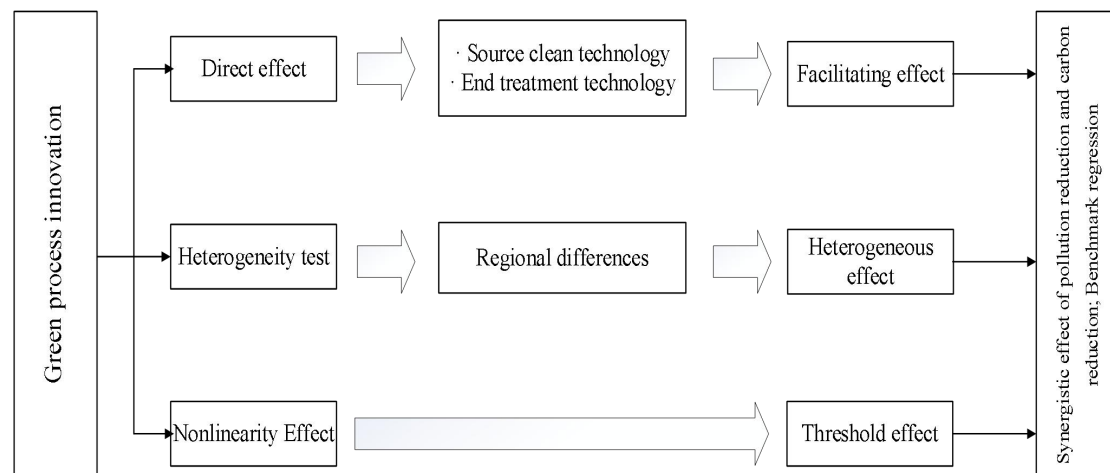 Green process innovation
Direct effect
· Source clean technology
· End treatment technology
Facilitating effect
Heterogeneity test
Regional differences
Heterogeneous
effect
Nonlinearity Effect
Threshold effect
Synergistic effect of pollution reduction and carbon
reduction; Benchmark regression